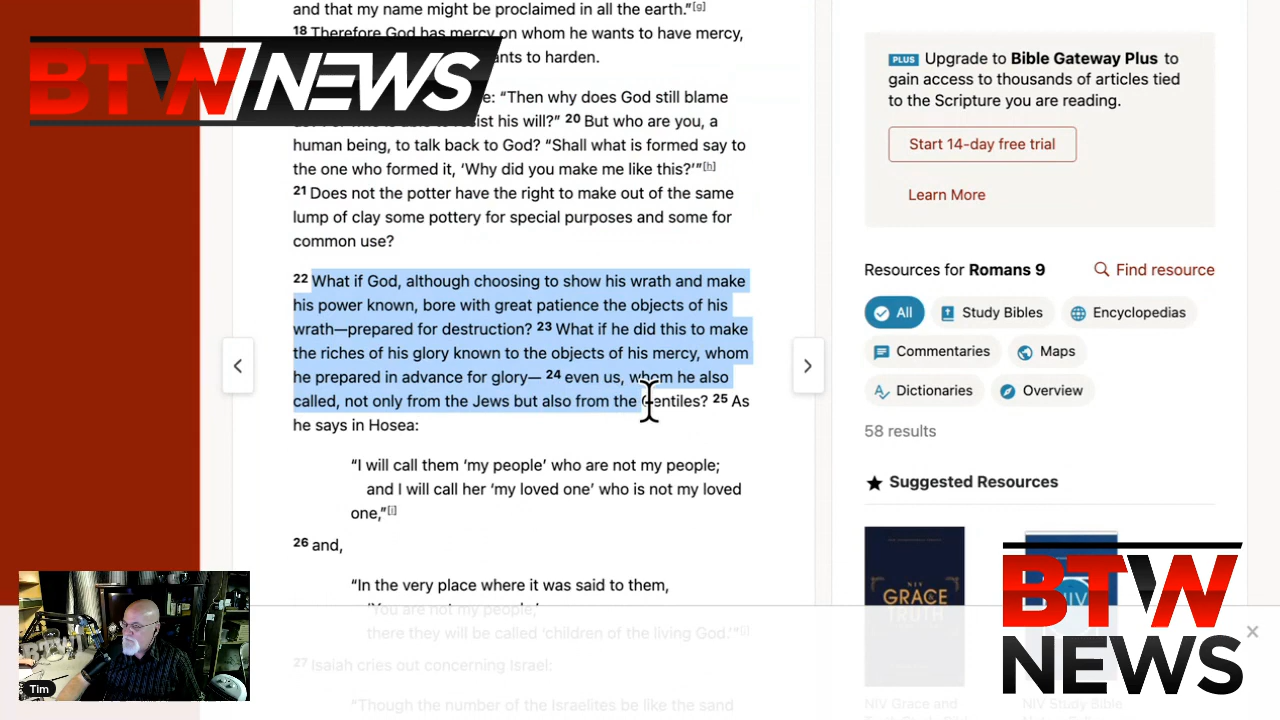 and that my name might be proclaimed in all the earth.”[g]
18 Therefore God has mercy on whom he wants to have mercy,
ants to harden.
e: “Then why does God still blame
ist his will?” 20 But who are you, a
human being, to talk back to God? “Shall what is formed say to
the one who formed it, ‘Why did you make me like this?’”[h]
21 Does not the potter have the right to make out of the same
lump of clay some pottery for special purposes and some for
common use?
22 What if God, although choosing to show his wrath and make
his power known, bore with great patience the objects of his
wrath—prepared for destruction? 23 What if he did this to make
the riches of his glory known to the objects of his mercy, whom
he prepared in advance for glory— 24 even us, whom he also
called, not only from the Jews but also from the Gentiles? 25 As
he says in Hosea:
“I will call them ‘my people’ who are not my people;
and I will call her ‘my loved one’ who is not my loved
one,”[i]
26 and,
“In the very place where it was said to them,
‘You are not my people,’
there they will be called ‘children of the living God.’”[j]
27 Isaiah cries out concerning Israel:
“Though the number of the Israelites be like the sand
BTW NEWS
PLUS Upgrade to Bible Gateway Plus to
gain access to thousands of articles tied
to the Scripture you are reading.
Start 14-day free trial
Learn More
Resources for Romans 9
Find resource
All
Study Bibles
Encyclopedias
Commentaries
Maps
Dictionaries
Overview
58 results
Suggested Resources
NIV
GRACE
TRUTH
NIV Grace and
NIV Study Bible
BTW
NEWS
Tim